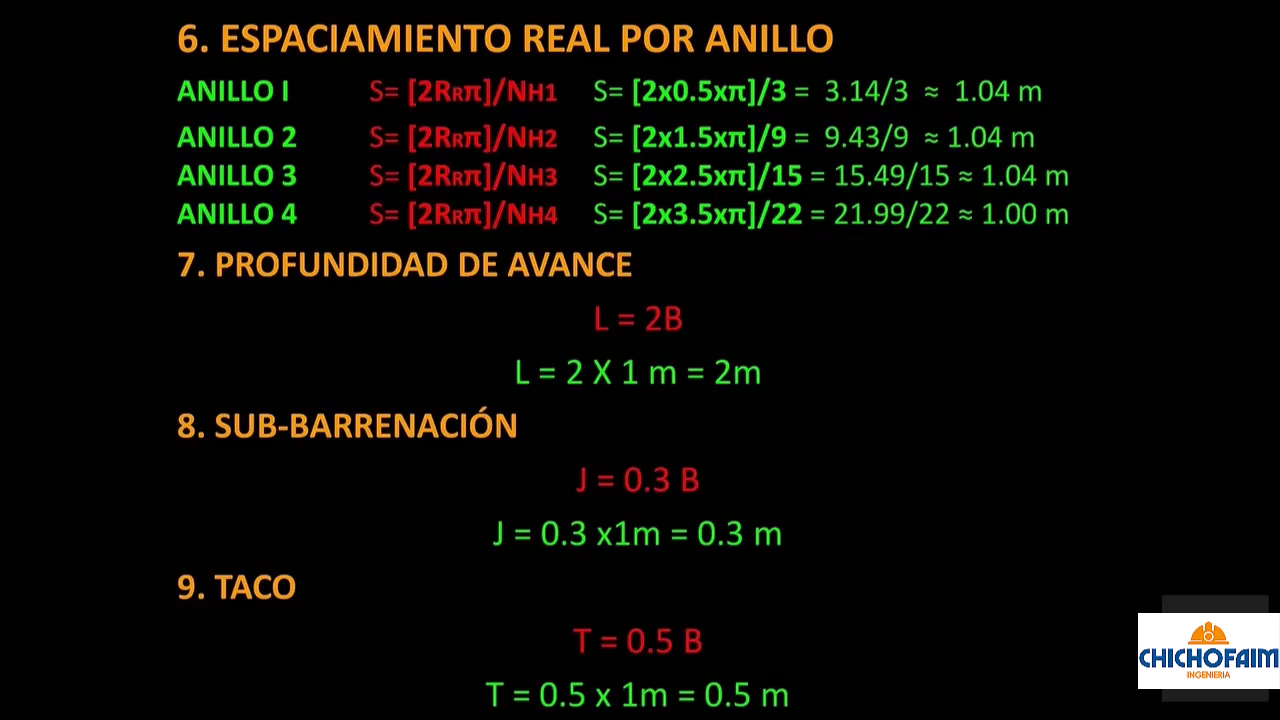 6. ESPACIAMIENTO REAL POR ANILLO
ANILLO I S= [2RRπ]/NH1 S= [2x0.5xπ]/3 = 3.14/3 ≈ 1.04 m
ANILLO 2 S= [2RRπ]/NH2 S= [2x1.5xπ]/9 = 9.43/9 ≈ 1.04 m
ANILLO 3 S= [2RRπ]/NH3 S= [2x2.5xπ]/15 = 15.49/15 ≈ 1.04 m
ANILLO 4 S= [2RRπ]/NH4 S= [2x3.5xπ]/22 = 21.99/22 ≈ 1.00 m
7. PROFUNDIDAD DE AVANCE
L = 2B
L = 2 X 1 m = 2m
8. SUB-BARRENACIÓN
J = 0.3 B
J = 0.3 x1m = 0.3 m
9. TACO
T = 0.5 B
T = 0.5 x 1m = 0.5 m
CHICHOFAIM
INGENIERIA